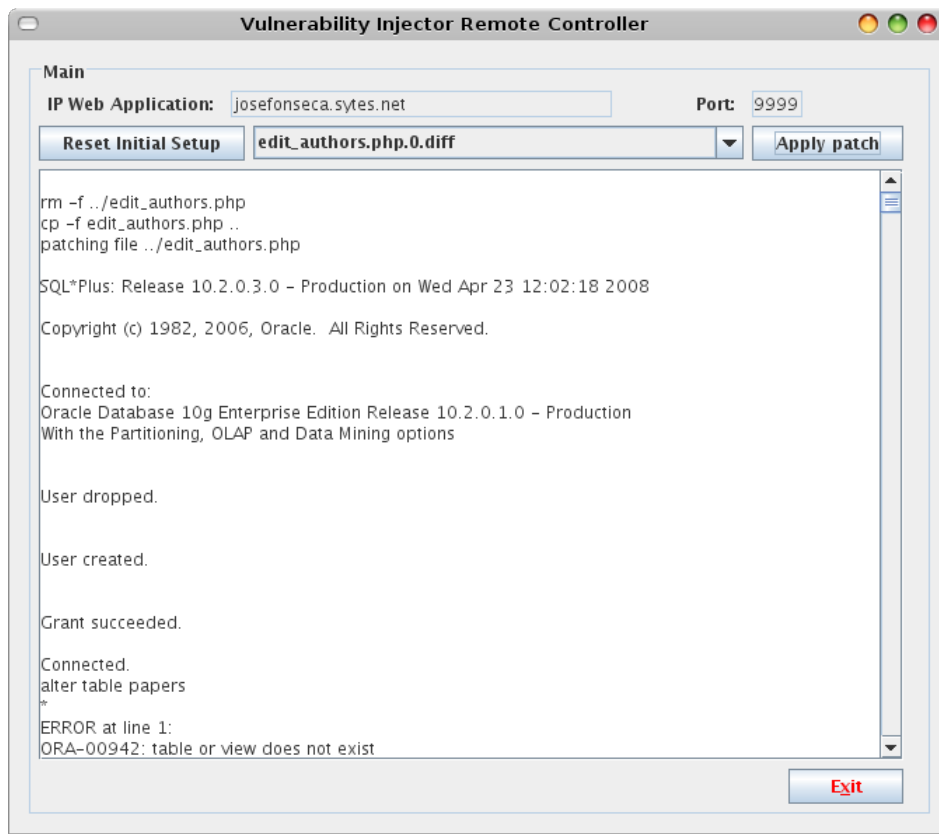 Vulnerability Injector Remote Controller
Main
IP Web Application: josefonseca.sytes.net Port: 9999
Reset Initial Setup edit_authors.php.0.diff Apply patch
rm -f ../edit_authors.php
cp -f edit_authors.php ..
patching file ../edit_authors.php
SQL*Plus: Release 10.2.0.3.0 - Production on Wed Apr 23 12:02:18 2008
Copyright (c) 1982, 2006, Oracle.  All Rights Reserved.
Connected to:
Oracle Database 10g Enterprise Edition Release 10.2.0.1.0 - Production
With the Partitioning, OLAP and Data Mining options
User dropped.
User created.
Grant succeeded.
Connected.
alter table papers
*
ERROR at line 1:
ORA-00942: table or view does not exist
Exit